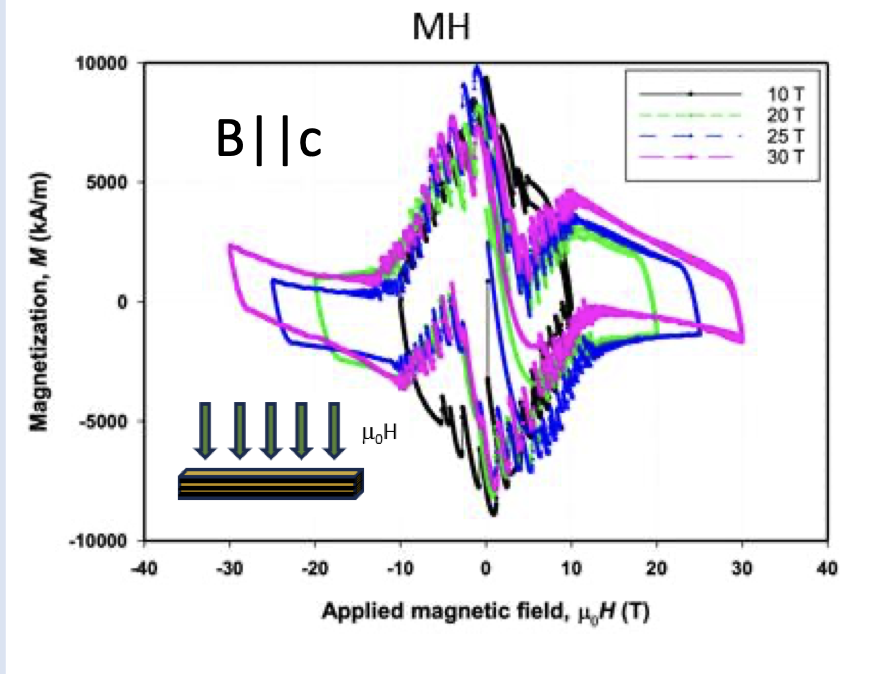 MH
10000
5000
0
-5000
-10000
Magnetization, M (kA/m)
B||c
10 T
20 T
25 T
30 T
μ₀H
-40 -30 -20 -10 0 10 20 30 40
Applied magnetic field, μ₀H (T)